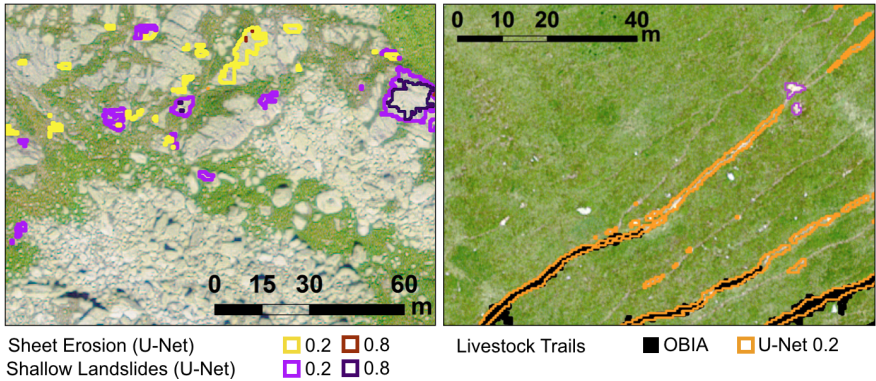 0 10 20 40
m
0 15 30 60
m
Sheet Erosion (U-Net) 0.2 0.8
Shallow Landslides (U-Net) 0.2 0.8
Livestock Trails OBIA U-Net 0.2